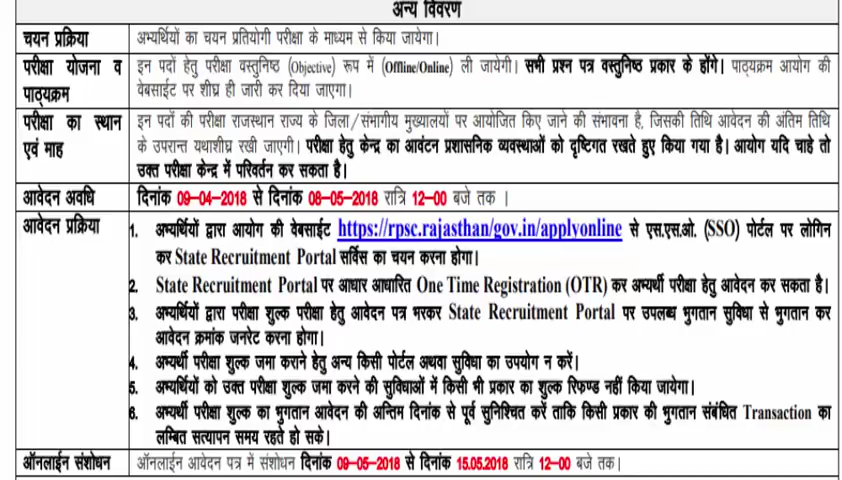 अन्य विवरण
चयन प्रक्रिया अभ्यर्थियों का चयन प्रतियोगी परीक्षा के माध्यम से किया जायेगा।
परीक्षा योजना व इन पदों हेतु परीक्षा वस्तुनिष्ठ (Objective) रूप में (Offline/Online) ली जायेगी। सभी प्रश्न पत्र वस्तुनिष्ठ प्रकार के होंगे। पाठ्यक्रम आयोग की
पाठ्यक्रम वेबसाईट पर शीघ्र ही जारी कर दिया जाएगा।
परीक्षा का स्थान इन पदों की परीक्षा राजस्थान राज्य के जिला/संभागीय मुख्यालयों पर आयोजित किए जाने की संभावना है, जिसकी तिथि आवेदन की अंतिम तिथि
एवं माह के उपरान्त यथाशीघ्र रखी जाएगी। परीक्षा हेतु केन्द्र का आवंटन प्रशासनिक व्यवस्थाओं को दृष्टिगत रखते हुए किया गया है। आयोग यदि चाहे तो
उक्त परीक्षा केन्द्र में परिवर्तन कर सकता है।
आवेदन अवधि दिनांक 09-04-2018 से दिनांक 08-05-2018 रात्रि 12-00 बजे तक ।
आवेदन प्रक्रिया 1. अभ्यर्थियों द्वारा आयोग की वेबसाईट https://rpsc.rajasthan/gov.in/applyonline से एस.एस.ओ. (SSO) पोर्टल पर लोगिन
कर State Recruitment Portal सर्विस का चयन करना होगा।
2. State Recruitment Portal पर आधार आधारित One Time Registration (OTR) कर अभ्यर्थी परीक्षा हेतु आवेदन कर सकता है।
3. अभ्यर्थियों द्वारा परीक्षा शुल्क परीक्षा हेतु आवेदन पत्र भरकर State Recruitment Portal पर उपलब्ध भुगतान सुविधा से भुगतान कर
आवेदन क्रमांक जनरेट करना होगा।
4. अभ्यर्थी परीक्षा शुल्क जमा कराने हेतु अन्य किसी पोर्टल अथवा सुविधा का उपयोग न करें।
5. अभ्यर्थियों को उक्त परीक्षा शुल्क जमा करने की सुविधाओं में किसी भी प्रकार का शुल्क रिफण्ड नहीं किया जायेगा।
6. अभ्यर्थी परीक्षा शुल्क का भुगतान आवेदन की अन्तिम दिनांक से पूर्व सुनिश्चित करें ताकि किसी प्रकार की भुगतान संबंधित Transaction का
लम्बित सत्यापन समय रहते हो सके।
ऑनलाईन संशोधन ऑनलाईन आवेदन पत्र में संशोधन दिनांक 09-05-2018 से दिनांक 15.05.2018 रात्रि 12-00 बजे तक।